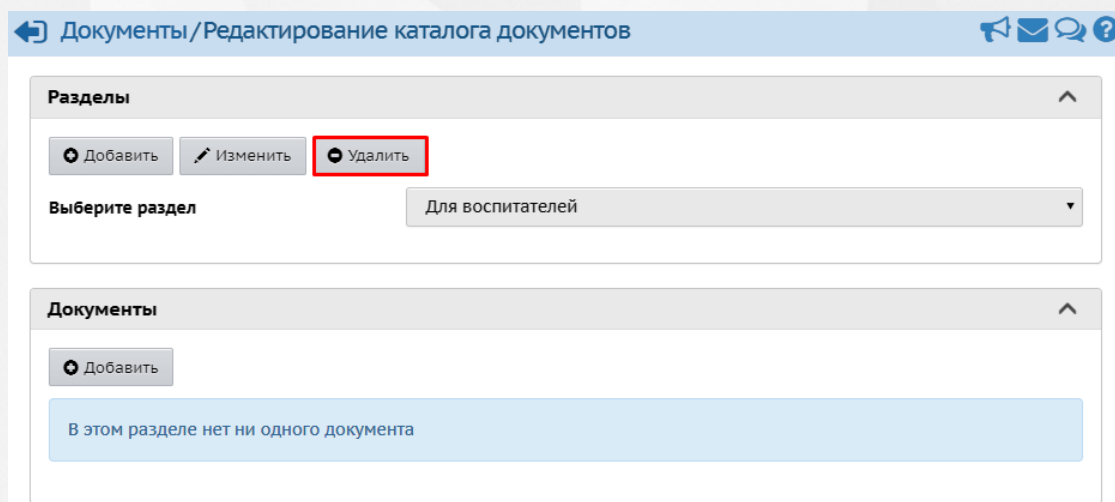 Документы/Редактирование каталога документов
Разделы
Добавить Изменить Удалить
Выберите раздел Для воспитателей
Документы
Добавить
В этом разделе нет ни одного документа